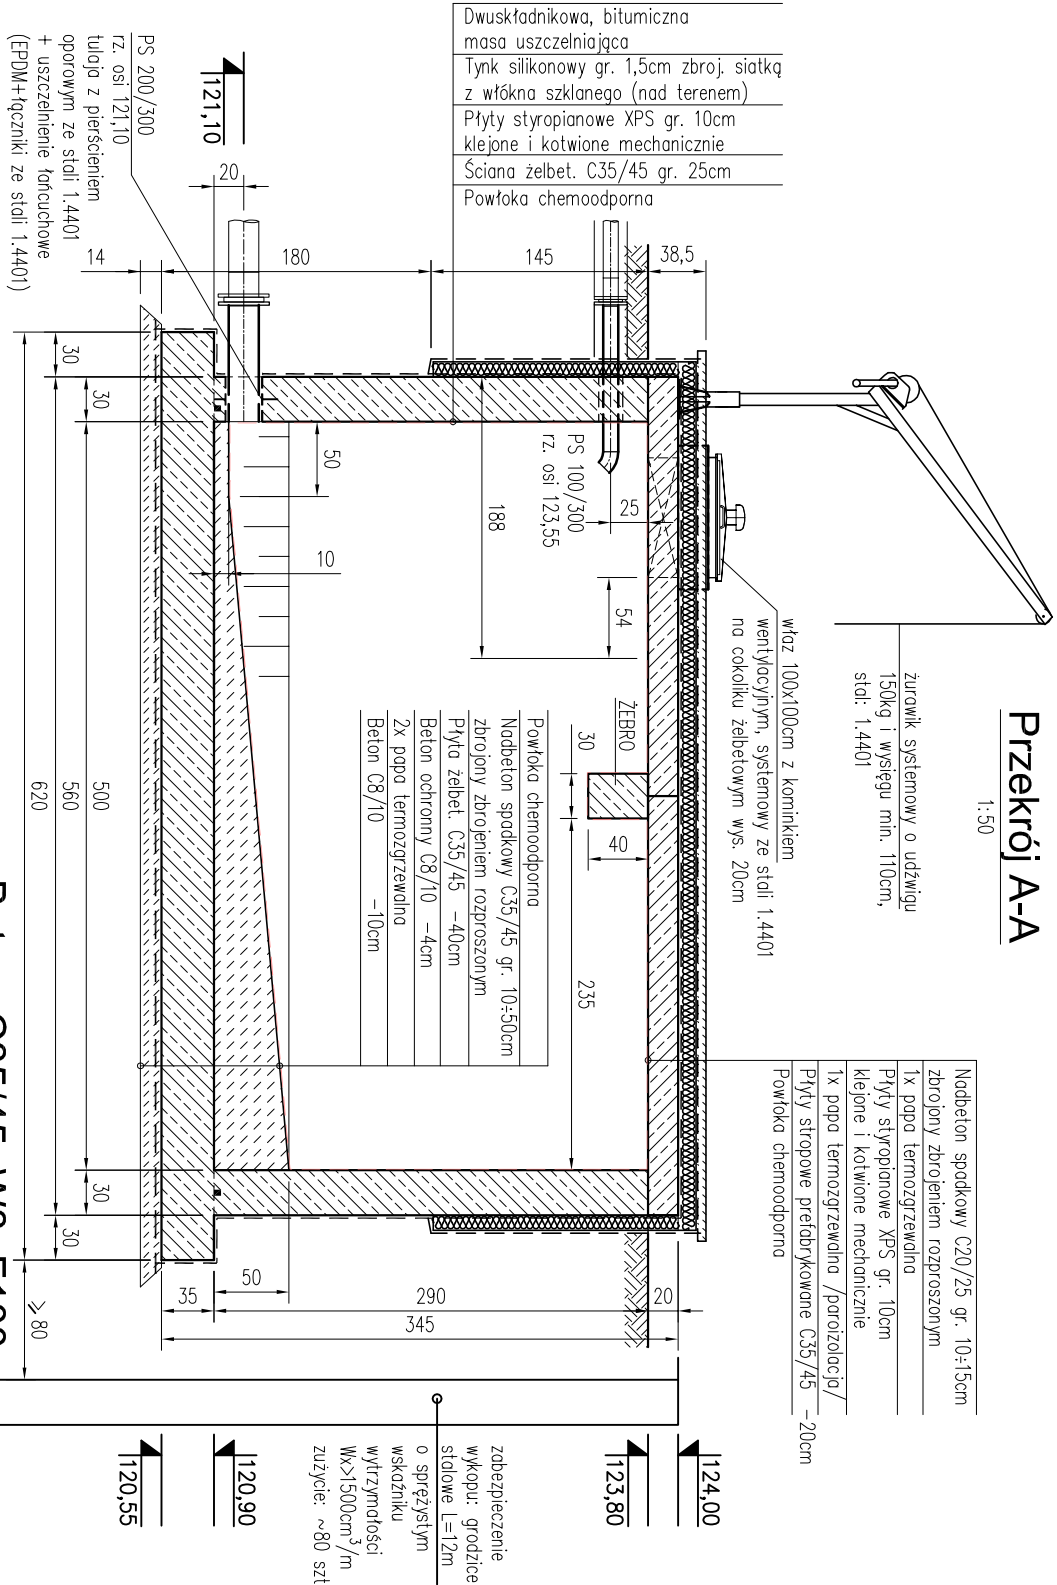 Przekrój A-A
1:50
Dwuskładnikowa, bitumiczna
masa uszczelniająca
Tynk silikonowy gr. 1,5cm zbroj. siatką
z włókna szklanego (nad terenem)
Płyty styropianowe XPS gr. 10cm
klejone i kotwione mechanicznie
Ściana żelbet. C35/45 gr. 25cm
Powłoka chemoodporna
PS 200/300
rz. osi 121,10
tuleja z pierścieniem
oporowym ze stali 1.4401
+ uszczelnienie łańcuchowe
(EPDM+łączniki ze stali 1.4401)
121,10
20
14
180
145
38,5
żurawik systemowy o udźwigu
150kg i wysięgu min. 110cm,
stal: 1.4401
właz 100x100cm z kominkiem
wentylacyjnym, systemowy ze stali 1.4401
na cokoliku żelbetowym wys. 20cm
PS 100/300
rz. osi 123,55
25
54
188
50
10
30
30
ŻEBRO
30
40
235
Powłoka chemoodporna
Nadbeton spadkowy C35/45 gr. 10÷50cm
zbrojony zbrojeniem rozproszonym
Płyta żelbet. C35/45 -40cm
Beton ochronny C8/10 -4cm
2x papa termozgrzewalna
Beton C8/10 -10cm
Nadbeton spadkowy C20/25 gr. 10÷15cm
zbrojony zbrojeniem rozproszonym
1x papa termozgrzewalna
Płyty styropianowe XPS gr. 10cm
klejone i kotwione mechanicznie
1x papa termozgrzewalna /paroizolacja/
Płyty stropowe prefabrykowane C35/45 -20cm
Powłoka chemoodporna
500
560
620
30
30
≥80
35
50
290
20
345
124,00
123,80
120,90
120,55
zabezpieczenie
wykopu: grodzice
stalowe L=12m
o sprężystym
wskaźniku
wytrzymałości
Wx>1500cm³/m
zużycie: ~80 szt